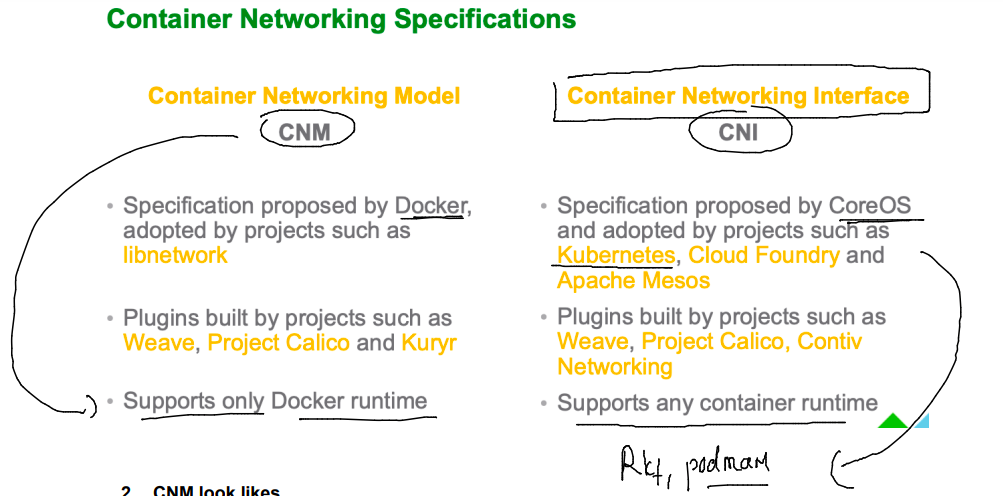 Container Networking Specifications
Container Networking Model
CNM
• Specification proposed by Docker,
adopted by projects such as
libnetwork
• Plugins built by projects such as
Weave, Project Calico and Kuryr
• Supports only Docker runtime
Container Networking Interface
CNI
• Specification proposed by CoreOS
and adopted by projects such as
Kubernetes, Cloud Foundry and
Apache Mesos
• Plugins built by projects such as
Weave, Project Calico, Contiv
Networking
• Supports any container runtime
Rkt, podman
2 CNM look likes